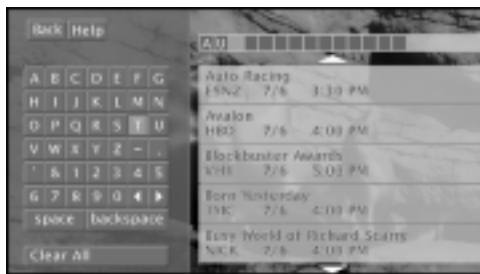 Back Help
A U
A B C D E F G
H I J K L M N
O P Q R S T U
V W X Y Z - .
' & 1 2 3 4 5
6 7 8 9 0
space backspace
Clear All
Auto Racing
ESN2 7/6 3:30 PM
Avalon
HBO 7/6 4:00 PM
Blockbuster Awards
VH1 7/6 5:00 PM
Born Yesterday
7/6 4:00 PM
Busy World of Richard Scarry
NICK 7/6 4:00 PM